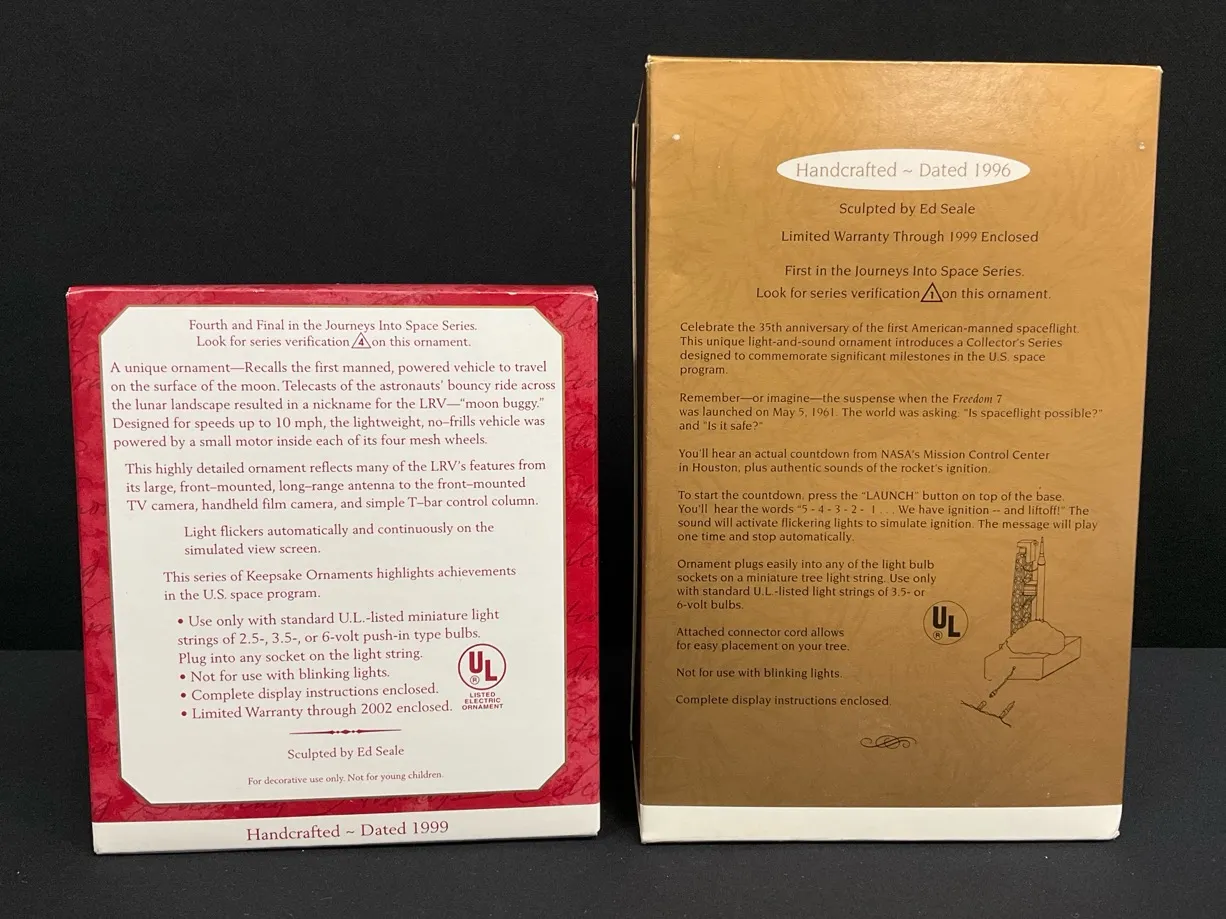 Fourth and Final in the Journeys Into Space Series.
Look for series verification 4 on this ornament.
A unique ornament—Recalls the first manned, powered vehicle to travel
on the surface of the moon. Telecasts of the astronauts' bouncy ride across
the lunar landscape resulted in a nickname for the LRV—"moon buggy."
Designed for speeds up to 10 mph, the lightweight, no–frills vehicle was
powered by a small motor inside each of its four mesh wheels.
This highly detailed ornament reflects many of the LRV's features from
its large, front–mounted, long–range antenna to the front–mounted
TV camera, handheld film camera, and simple T–bar control column.
Light flickers automatically and continuously on the
simulated view screen.
This series of Keepsake Ornaments highlights achievements
in the U.S. space program.
• Use only with standard U.L.-listed miniature light
strings of 2.5-, 3.5-, or 6-volt push-in type bulbs.
Plug into any socket on the light string.
• Not for use with blinking lights.
• Complete display instructions enclosed.
• Limited Warranty through 2002 enclosed.
UL ®
LISTED
ELECTRIC
ORNAMENT
Sculpted by Ed Seale
For decorative use only. Not for young children.
Handcrafted ~ Dated 1999
Handcrafted ~ Dated 1996
Sculpted by Ed Seale
Limited Warranty Through 1999 Enclosed
First in the Journeys Into Space Series.
Look for series verification 1 on this ornament.
Celebrate the 35th anniversary of the first American-manned spaceflight.
This unique light-and-sound ornament introduces a Collector's Series
designed to commemorate significant milestones in the U.S. space
program.
Remember—or imagine—the suspense when the Freedom 7
was launched on May 5, 1961. The world was asking, "Is spaceflight possible?"
and "Is it safe?"
You'll hear an actual countdown from NASA's Mission Control Center
in Houston, plus authentic sounds of the rocket's ignition.
To start the countdown, press the "LAUNCH" button on top of the base.
You'll hear the words "5 - 4 - 3 - 2 - 1 . . . We have ignition -- and liftoff!" The
sound will activate flickering lights to simulate ignition. The message will play
one time and stop automatically.
Ornament plugs easily into any of the light bulb
sockets on a miniature tree light string. Use only
with standard U.L.-listed light strings of 3.5- or
6-volt bulbs.
UL ®
Attached connector cord allows
for easy placement on your tree.
Not for use with blinking lights.
Complete display instructions enclosed.